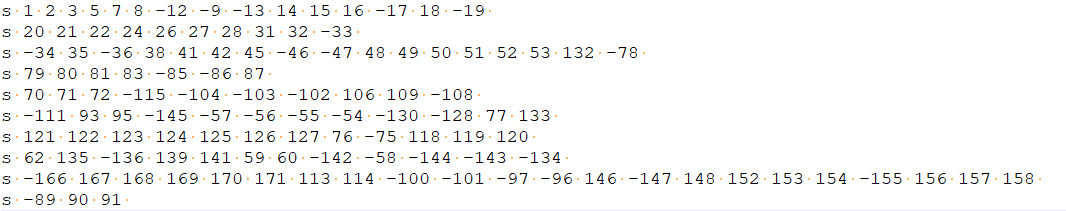 s 1 2 3 5 7 8 -12 -9 -13 14 15 16 -17 18 -19
s 20 21 22 24 26 27 28 31 32 -33
s -34 35 -36 38 41 42 45 -46 -47 48 49 50 51 52 53 132 -78
s 79 80 81 83 -85 -86 87
s 70 71 72 -115 -104 -103 -102 106 109 -108
s -111 93 95 -145 -57 -56 -55 -54 -130 -128 77 133
s 121 122 123 124 125 126 127 76 -75 118 119 120
s 62 135 -136 139 141 59 60 -142 -58 -144 -143 -134
s -166 167 168 169 170 171 113 114 -100 -101 -97 -96 146 -147 148 152 153 154 -155 156 157 158
s -89 90 91